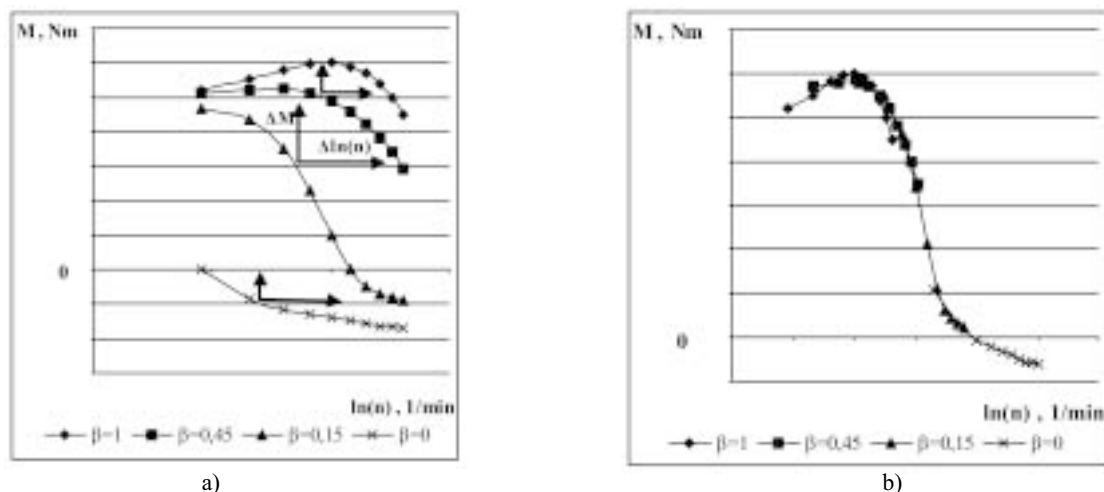 M , Nm
ΔM
Δln(n)
0
ln(n) , 1/min
β=1 β=0,45 β=0,15 β=0
a)
M , Nm
0
ln(n) , 1/min
β=1 β=0,45 β=0,15 β=0
b)